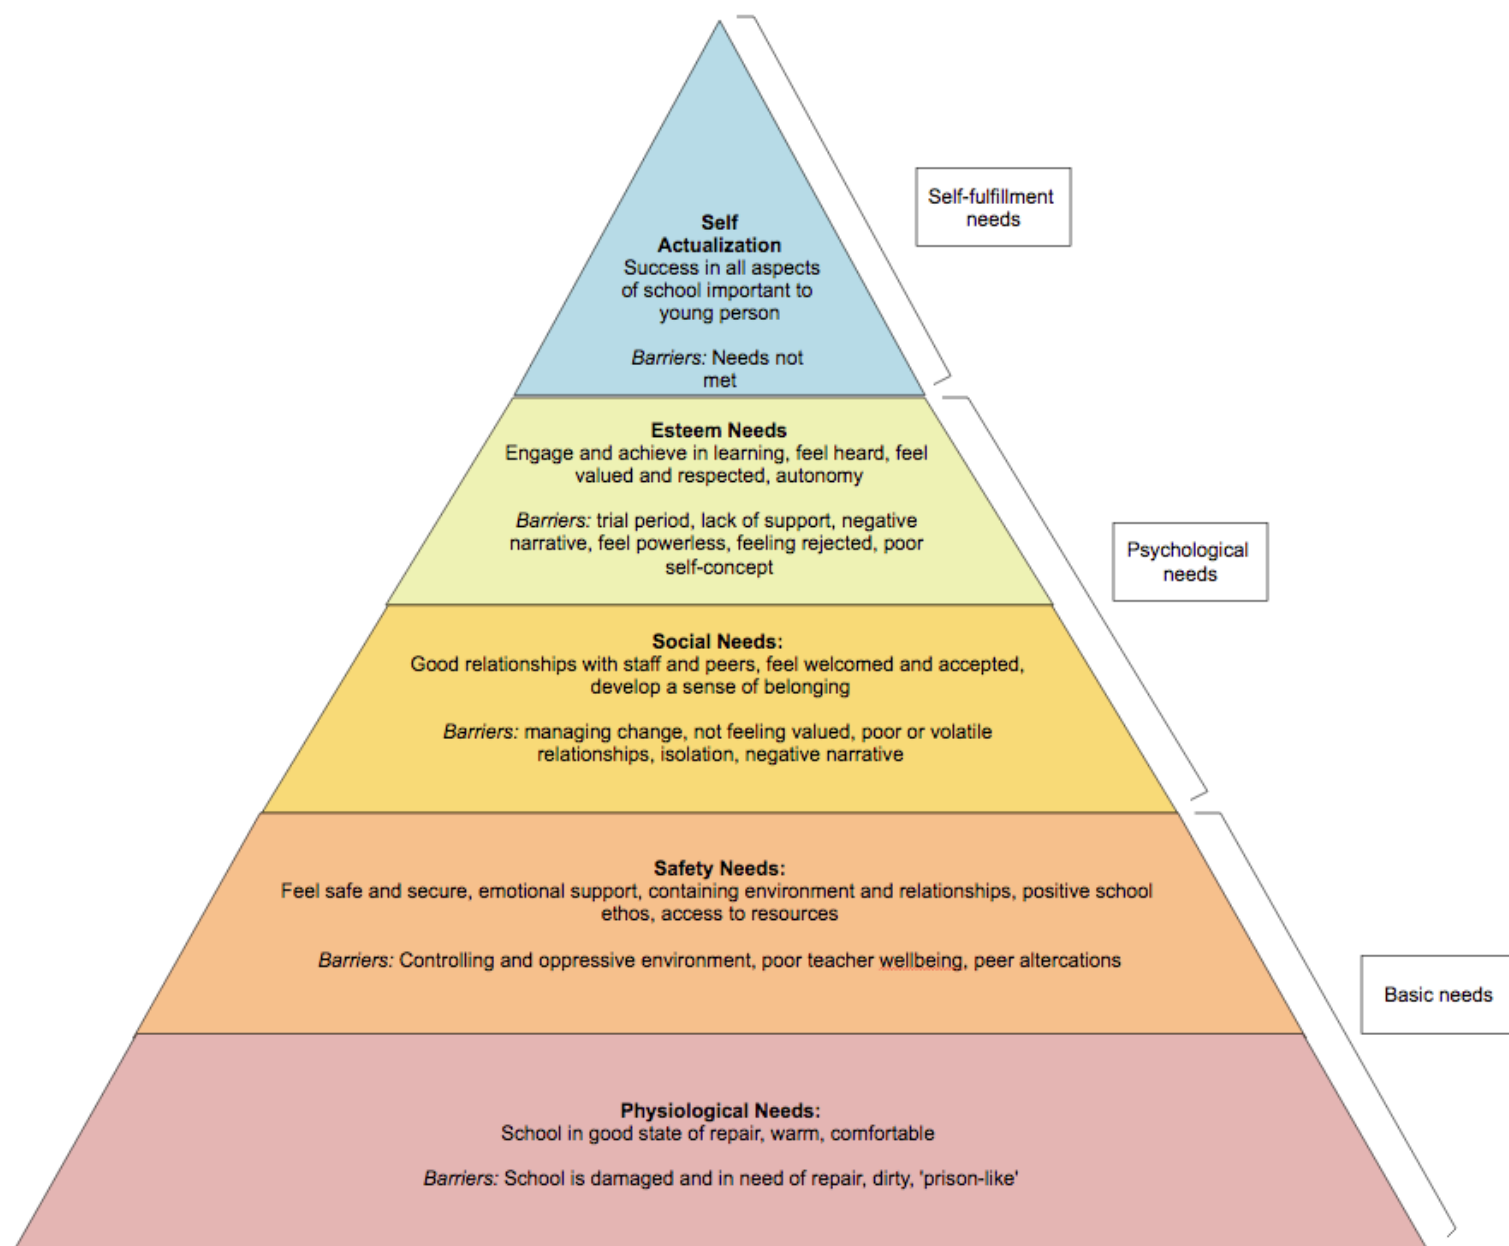 Self
Actualization
Success in all aspects
of school important to
young person
Barriers: Needs not
met
Self-fulfillment
needs
Esteem Needs
Engage and achieve in learning, feel heard, feel
valued and respected, autonomy
Barriers: trial period, lack of support, negative
narrative, feel powerless, feeling rejected, poor
self-concept
Psychological
needs
Social Needs:
Good relationships with staff and peers, feel welcomed and accepted,
develop a sense of belonging
Barriers: managing change, not feeling valued, poor or volatile
relationships, isolation, negative narrative
Safety Needs:
Feel safe and secure, emotional support, containing environment and relationships, positive school
ethos, access to resources
Barriers: Controlling and oppressive environment, poor teacher wellbeing, peer altercations
Basic needs
Physiological Needs:
School in good state of repair, warm, comfortable
Barriers: School is damaged and in need of repair, dirty, 'prison-like'